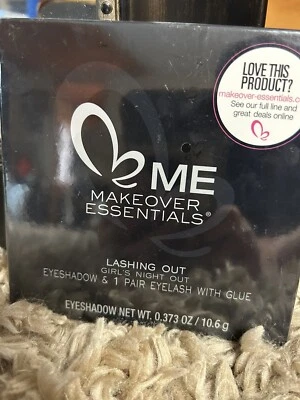 LOVE THIS
PRODUCT?
makeover-essentials.c
See our full line and
great deals online
ME
MAKEOVER
ESSENTIALS®
LASHING OUT
GIRL'S NIGHT OUT
EYESHADOW & 1 PAIR EYELASH WITH GLUE
EYESHADOW NET WT. 0.373 OZ / 10.6 g